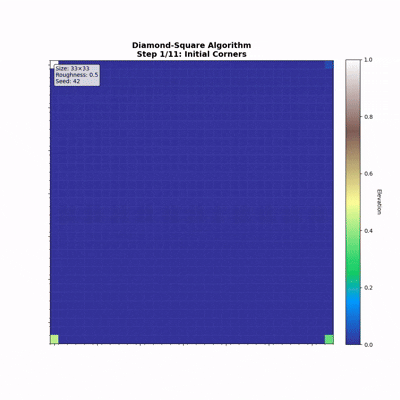 Diamond-Square Algorithm
Step 1/11: Initial Corners
Size: 33×33
Roughness: 0.5
Seed: 42
1.0
0.8
0.6
0.4
0.2
0.0
Elevation